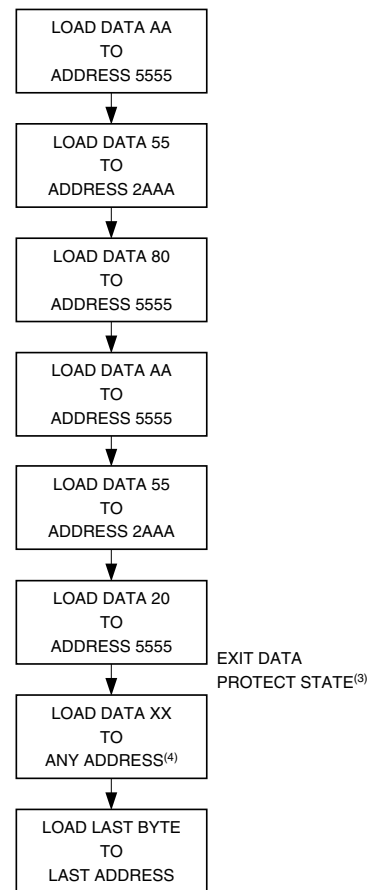 LOAD DATA AA
TO
ADDRESS 5555
LOAD DATA 55
TO
ADDRESS 2AAA
LOAD DATA 80
TO
ADDRESS 5555
LOAD DATA AA
TO
ADDRESS 5555
LOAD DATA 55
TO
ADDRESS 2AAA
LOAD DATA 20
TO
ADDRESS 5555
EXIT DATA
PROTECT STATE(3)
LOAD DATA XX
TO
ANY ADDRESS(4)
LOAD LAST BYTE
TO
LAST ADDRESS